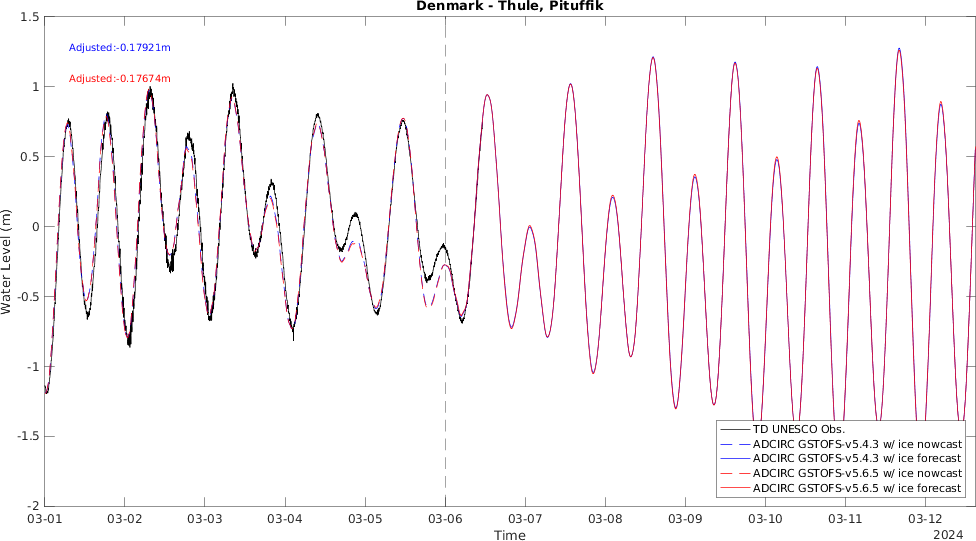 Denmark - Thule, Pituffik
Adjusted:-0.17921m
Adjusted:-0.17674m
Water Level (m)
1.5
1
0.5
0
-0.5
-1
-1.5
-2
TD UNESCO Obs.
ADCIRC GSTOFS-v5.4.3 w/ ice nowcast
ADCIRC GSTOFS-v5.4.3 w/ ice forecast
ADCIRC GSTOFS-v5.6.5 w/ ice nowcast
ADCIRC GSTOFS-v5.6.5 w/ ice forecast
03-01 03-02 03-03 03-04 03-05 03-06 03-07 03-08 03-09 03-10 03-11 03-12
Time
2024